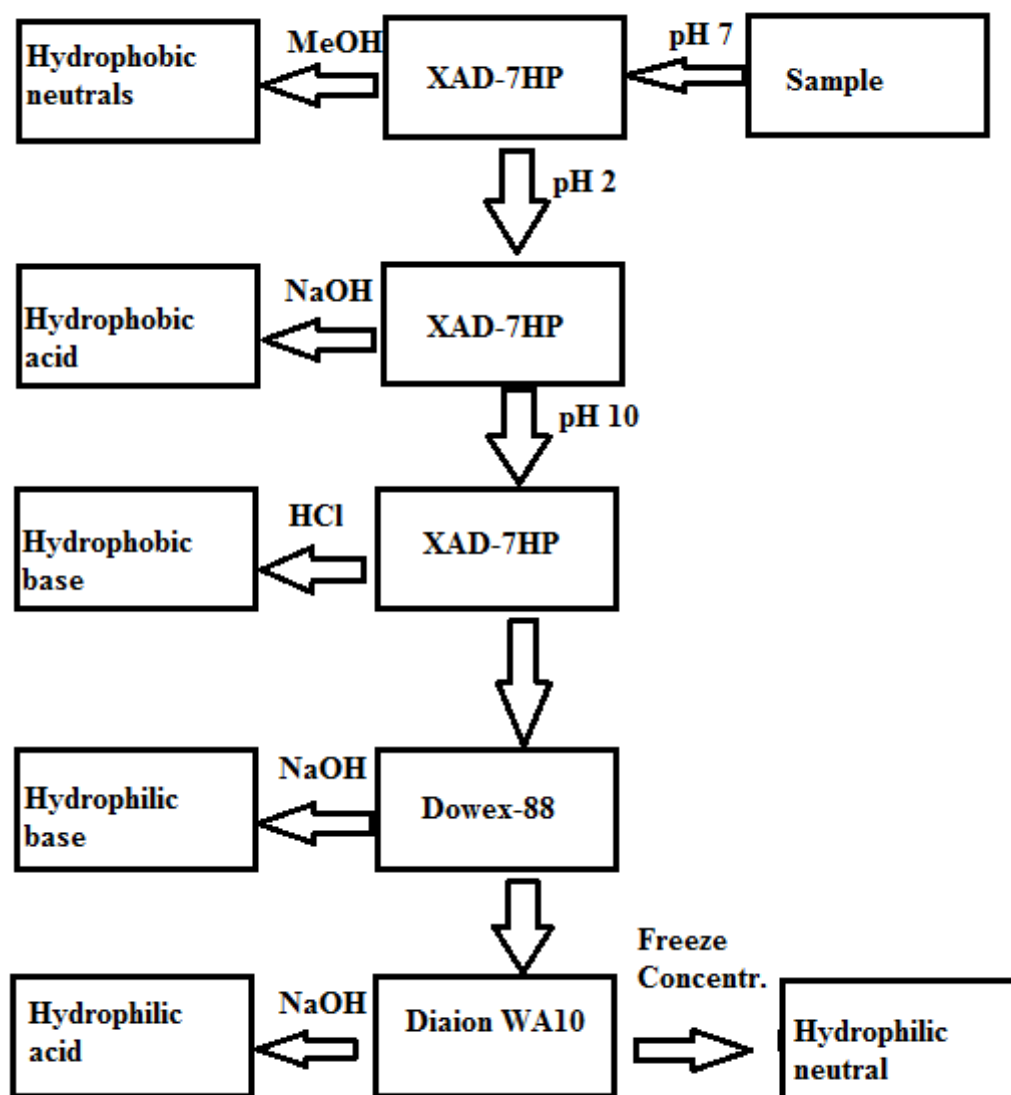 Hydrophobic
neutrals
MeOH
XAD-7HP
pH 7
Sample
pH 2
Hydrophobic
acid
NaOH
XAD-7HP
pH 10
Hydrophobic
base
HCl
XAD-7HP
Hydrophilic
base
NaOH
Dowex-88
Hydrophilic
acid
NaOH
Diaion WA10
Freeze
Concentr.
Hydrophilic
neutral